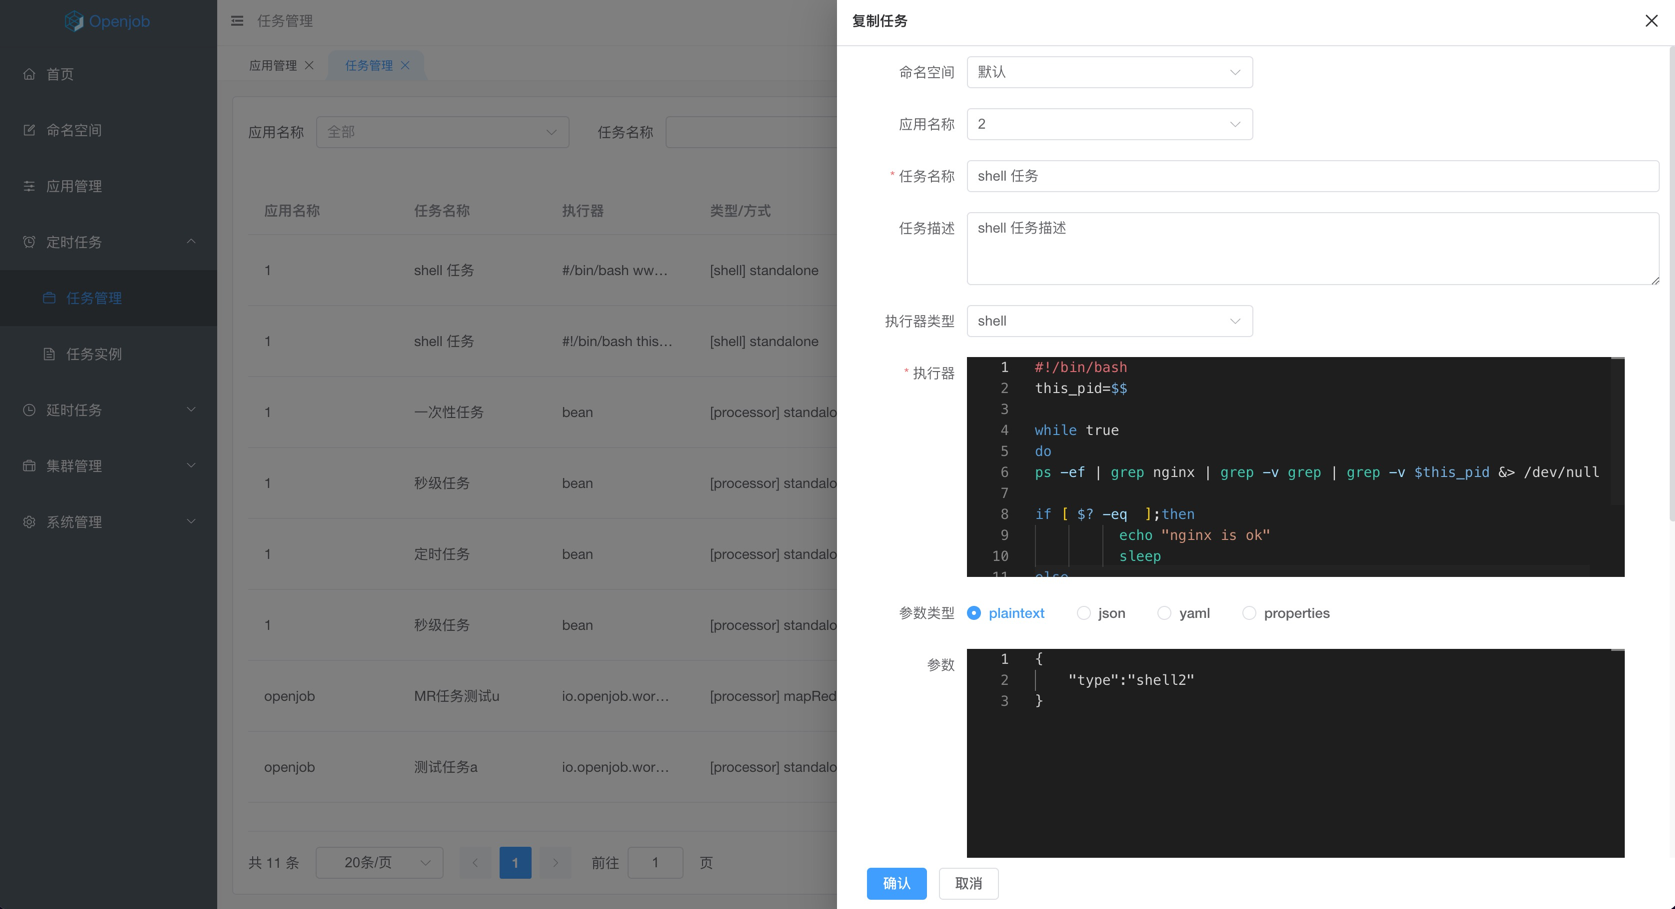 Openjob
首页
命名空间
应用管理
定时任务
任务管理
任务实例
延时任务
集群管理
系统管理
任务管理
应用管理
任务管理
应用名称
全部
任务名称
应用名称 任务名称 执行器 类型/方式
1 shell 任务 #/bin/bash ww… [shell] standalone
1 shell 任务 #!/bin/bash this… [shell] standalone
1 一次性任务 bean [processor] standalo
1 秒级任务 bean [processor] standalo
1 定时任务 bean [processor] standalo
1 秒级任务 bean [processor] standalo
openjob MR任务测试u io.openjob.wor… [processor] mapRed
openjob 测试任务a io.openjob.wor… [processor] standalo
共 11 条 20条/页 1 前往 1 页
复制任务
命名空间 默认
应用名称 2
* 任务名称 shell 任务
任务描述 shell 任务描述
执行器类型 shell
* 执行器
1 #!/bin/bash
2 this_pid=$$
3
4 while true
5 do
6 ps -ef | grep nginx | grep -v grep | grep -v $this_pid &> /dev/null
7
8 if [ $? -eq  ];then
9 echo "nginx is ok"
10 sleep
11 else
参数类型 plaintext json yaml properties
参数
1 {
2 "type":"shell2"
3 }
确认 取消